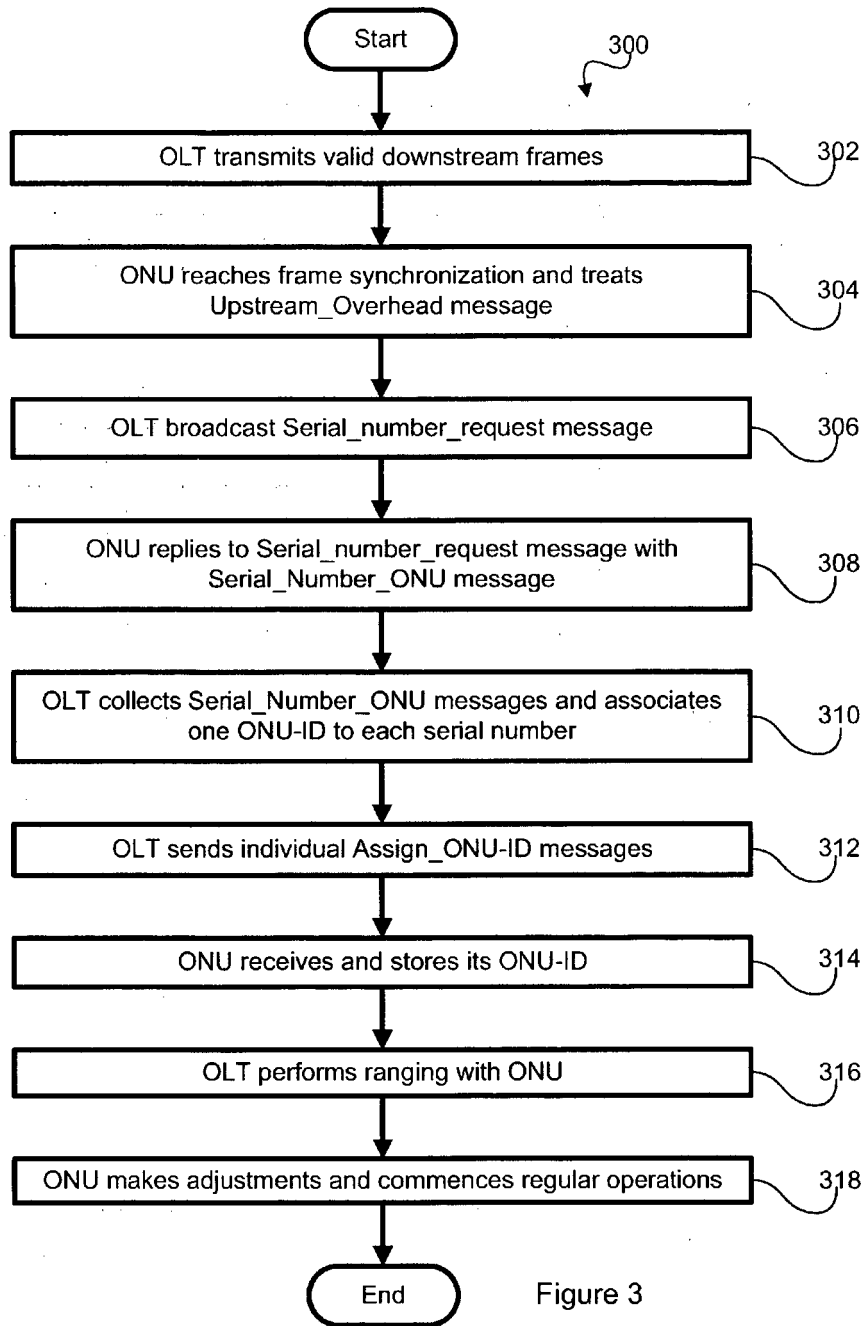 Start
300
OLT transmits valid downstream frames
302
ONU reaches frame synchronization and treats
Upstream_Overhead message
304
OLT broadcast Serial_number_request message
306
ONU replies to Serial_number_request message with
Serial_Number_ONU message
308
OLT collects Serial_Number_ONU messages and associates
one ONU-ID to each serial number
310
OLT sends individual Assign_ONU-ID messages
312
ONU receives and stores its ONU-ID
314
OLT performs ranging with ONU
316
ONU makes adjustments and commences regular operations
318
End
Figure 3